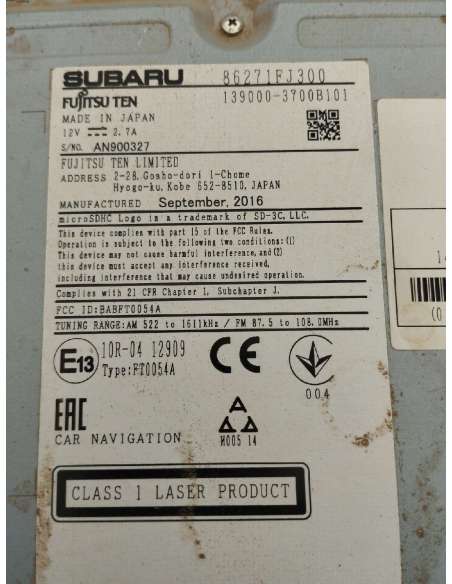 SUBARU 86271FJ300
FUJITSU TEN 139000-3700B101
MADE IN JAPAN
12V 2.7A
S/NO. AN900327
FUJITSU TEN LIMITED
ADDRESS 2-28, Gosho-dori 1-Chome
Hyogo-ku, Kobe 652-8510, JAPAN
MANUFACTURED September, 2016
microSDHC Logo is a trademark of SD-3C, LLC.
This device complies with part 15 of the FCC Rules.
Operation is subject to the following two conditions:(1)
This device may not cause harmful interference, and(2)
this device must accept any interference received,
including interference that may cause undesired operation.
Complies with 21 CFR Chapter 1, Subchapter J.
FCC ID:BABFT0054A
TUNING RANGE:AM 522 to 1611kHz / FM 87.5 to 108.0MHz
E13 10R-04 12909
Type:FT0054A
CE
004
EAC
A
M005 14
CAR NAVIGATION
CLASS 1 LASER PRODUCT
14
(0